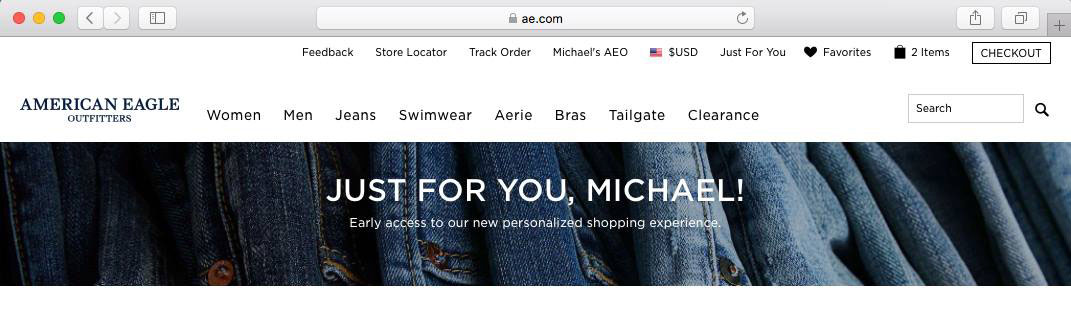 ae.com
Feedback Store Locator Track Order Michael's AEO $USD Just For You Favorites 2 Items CHECKOUT
AMERICAN EAGLE
OUTFITTERS
Women Men Jeans Swimwear Aerie Bras Tailgate Clearance
Search
JUST FOR YOU, MICHAEL!
Early access to our new personalized shopping experience.